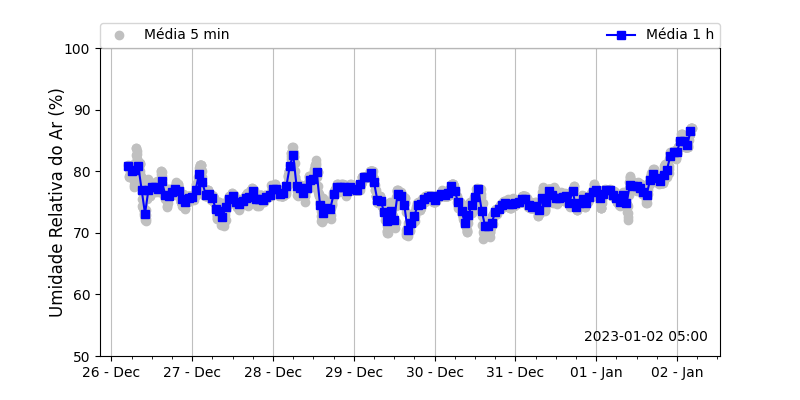 Média 5 min
Média 1 h
Umidade Relativa do Ar (%)
100
90
80
70
60
50
2023-01-02 05:00
26 - Dec
27 - Dec
28 - Dec
29 - Dec
30 - Dec
31 - Dec
01 - Jan
02 - Jan